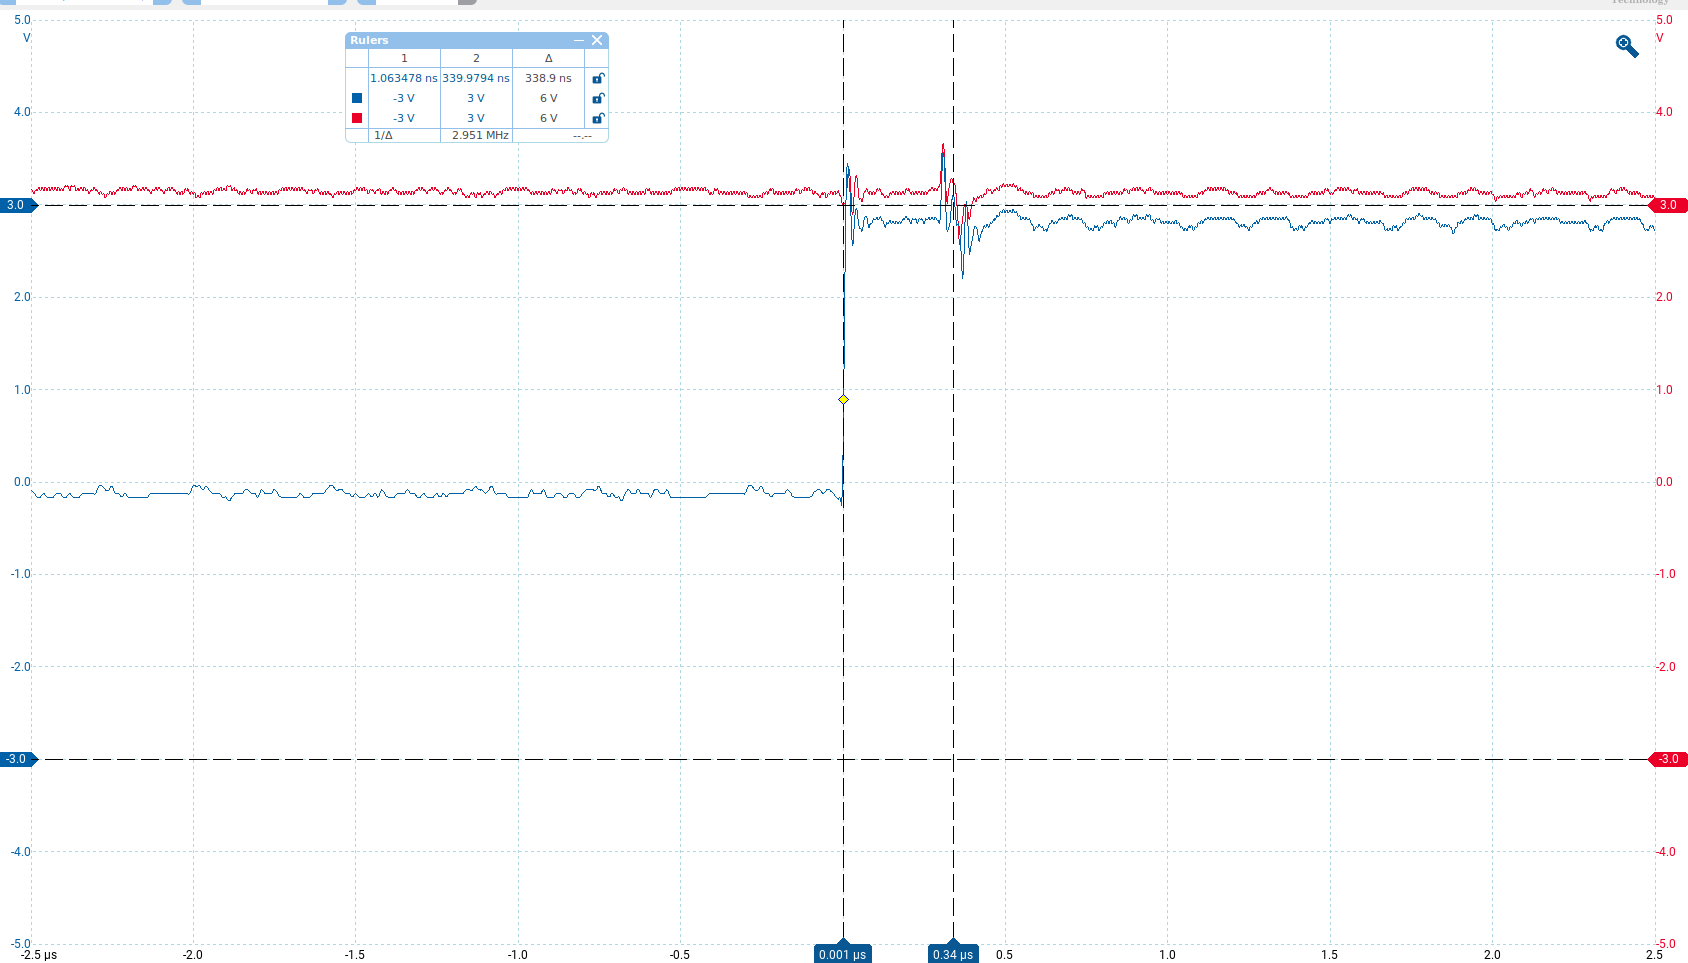 Technology
5.0 5.0
V V
Rulers
1 2 Δ
1.063478 ns 339.9794 ns 338.9 ns
-3 V 3 V 6 V
-3 V 3 V 6 V
1/Δ 2.951 MHz --.--
4.0 4.0
3.0 3.0
2.0 2.0
1.0 1.0
0.0 0.0
-1.0 -1.0
-2.0 -2.0
-3.0 -3.0
-4.0 -4.0
-5.0 -5.0
-2.5 µs -2.0 -1.5 -1.0 -0.5 0.001 µs 0.34 µs 0.5 1.0 1.5 2.0 2.5